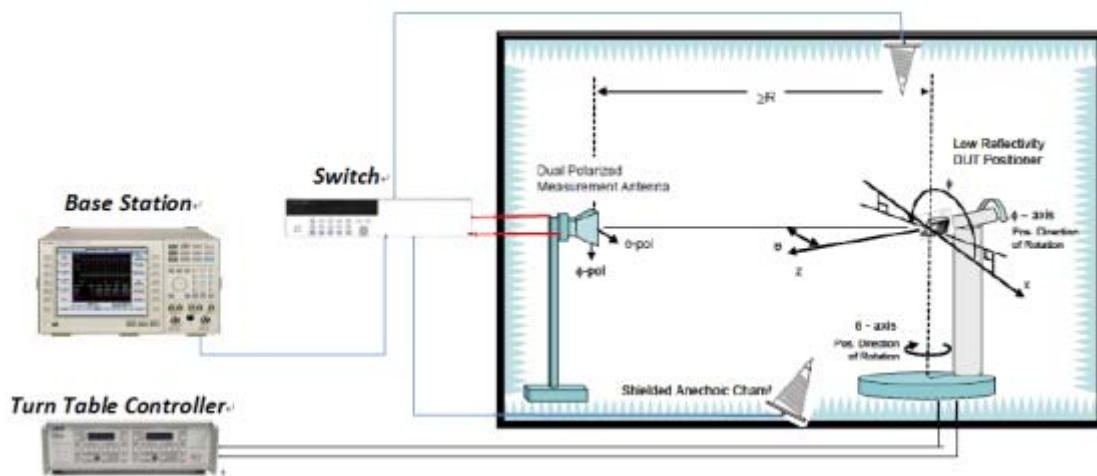 Base Station
Switch
Turn Table Controller
Dual Polarized
Measurement Antenna
≥R
Low Reflectivity
DUT Positioner
ϕ
ϕ – axis
Pos. Direction
of Rotation
Θ-pol
ϕ-pol
Θ
Z
X
θ - axis
Pos. Direction
of Rotation
Shielded Anechoic Chamb